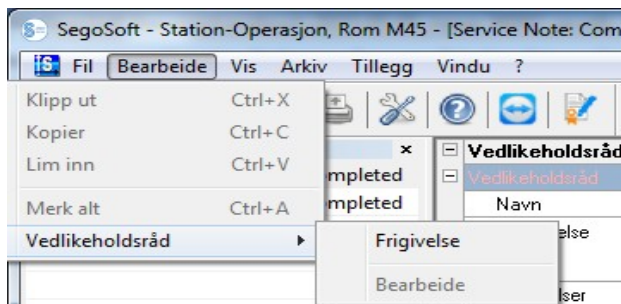 SegoSoft - Station-Operasjon, Rom M45 - [Service Note: Com
Fil Bearbeide Vis Arkiv Tillegg Vindu ?
Klipp ut Ctrl+X
Kopier Ctrl+C
Lim inn Ctrl+V
Merk alt Ctrl+A
Vedlikeholdsråd
Frigivelse
Bearbeide
mpleted
mpleted
Vedlikeholdsråd
Vedlikeholdsråd
Navn
else
lser